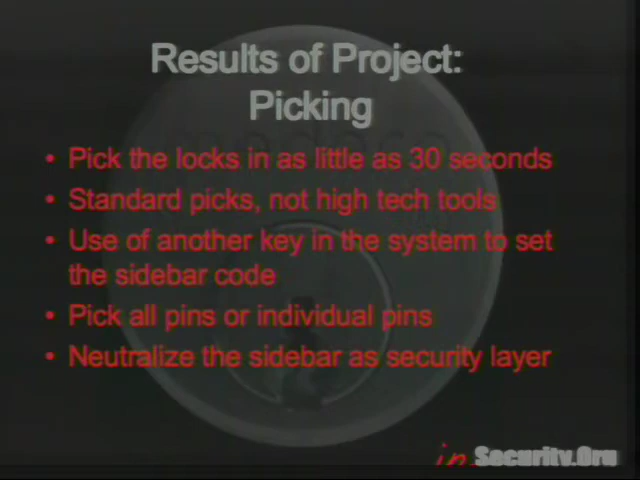 Results of Project:
Picking
• Pick the locks in as little as 30 seconds
• Standard picks, not high tech tools
• Use of another key in the system to set
the sidebar code
• Pick all pins or individual pins
• Neutralize the sidebar as security layer
in Security.Org